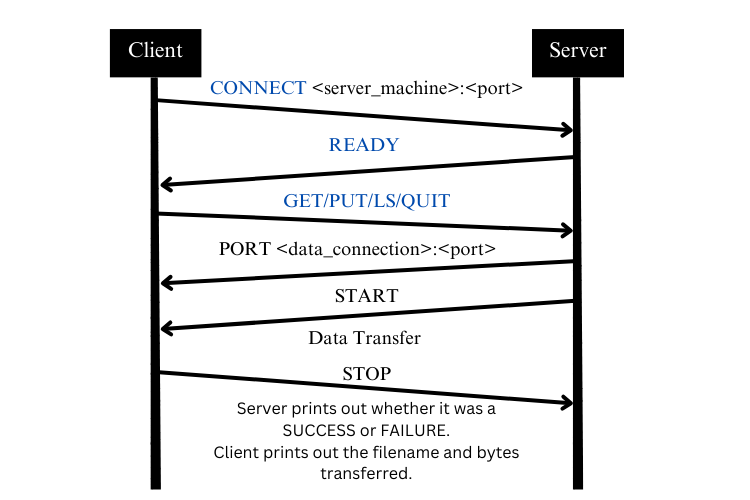 Client
Server
CONNECT <server_machine>:<port>
READY
GET/PUT/LS/QUIT
PORT <data_connection>:<port>
START
Data Transfer
STOP
Server prints out whether it was a
SUCCESS or FAILURE.
Client prints out the filename and bytes
transferred.